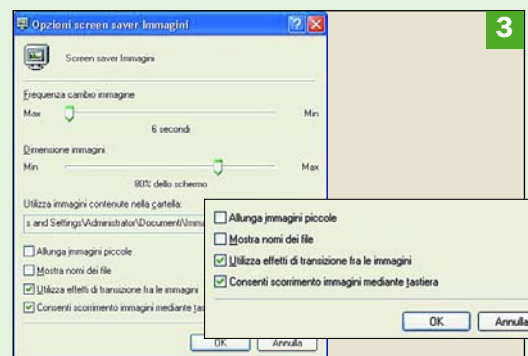 Opzioni screen saver Immagini
3
Screen saver Immagini
Frequenza cambio immagine
Max
Min
6 secondi
Dimensione immagini
Min
Max
80% dello schermo
Utilizza immagini contenute nella cartella:
s and Settings\Administrator\Documenti\Imma
Allunga immagini piccole
Mostra nomi dei file
Utilizza effetti di transizione fra le immagini
Consenti scorrimento immagini mediante tas
OK
Annulla
Allunga immagini piccole
Mostra nomi dei file
Utilizza effetti di transizione fra le immagini
Consenti scorrimento immagini mediante tastiera
OK
Annulla